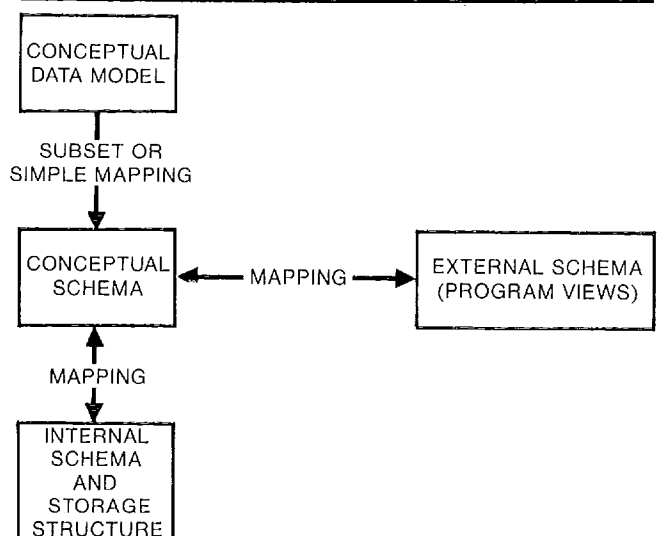 CONCEPTUAL
DATA MODEL
SUBSET OR
SIMPLE MAPPING
CONCEPTUAL
SCHEMA
MAPPING
EXTERNAL SCHEMA
(PROGRAM VIEWS)
MAPPING
INTERNAL
SCHEMA
AND
STORAGE
STRUCTURE